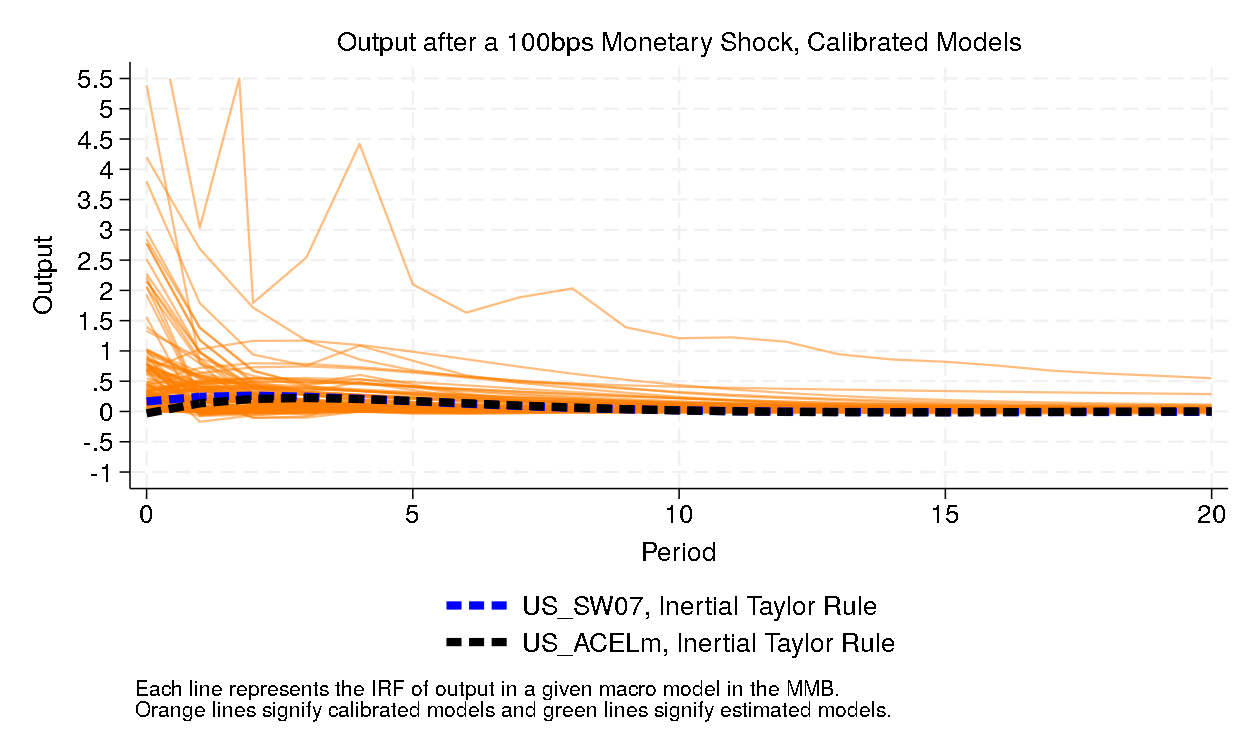 Output after a 100bps Monetary Shock, Calibrated Models
5.5
5
4.5
4
3.5
3
2.5
2
1.5
1
.5
0
-.5
-1
Output
0 5 10 15 20
Period
US_SW07, Inertial Taylor Rule
US_ACELm, Inertial Taylor Rule
Each line represents the IRF of output in a given macro model in the MMB.
Orange lines signify calibrated models and green lines signify estimated models.